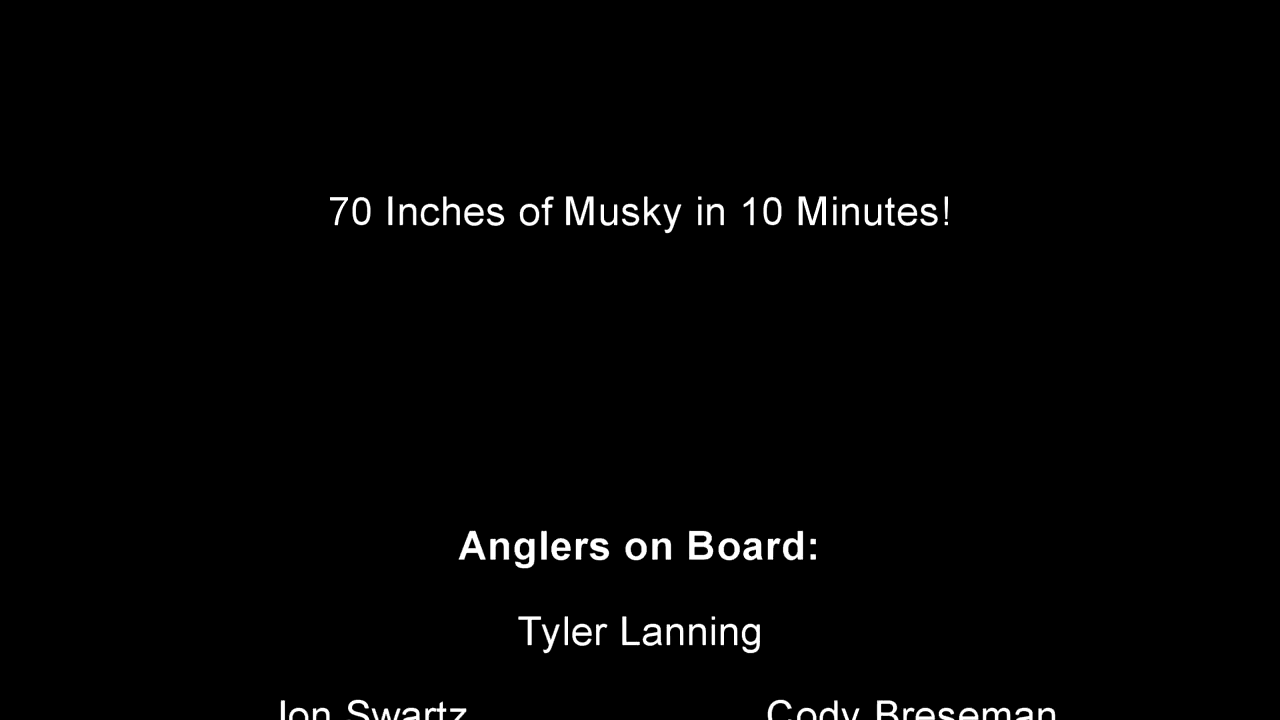 70 Inches of Musky in 10 Minutes!
Anglers on Board:
Tyler Lanning
Jon Swartz Cody Breseman